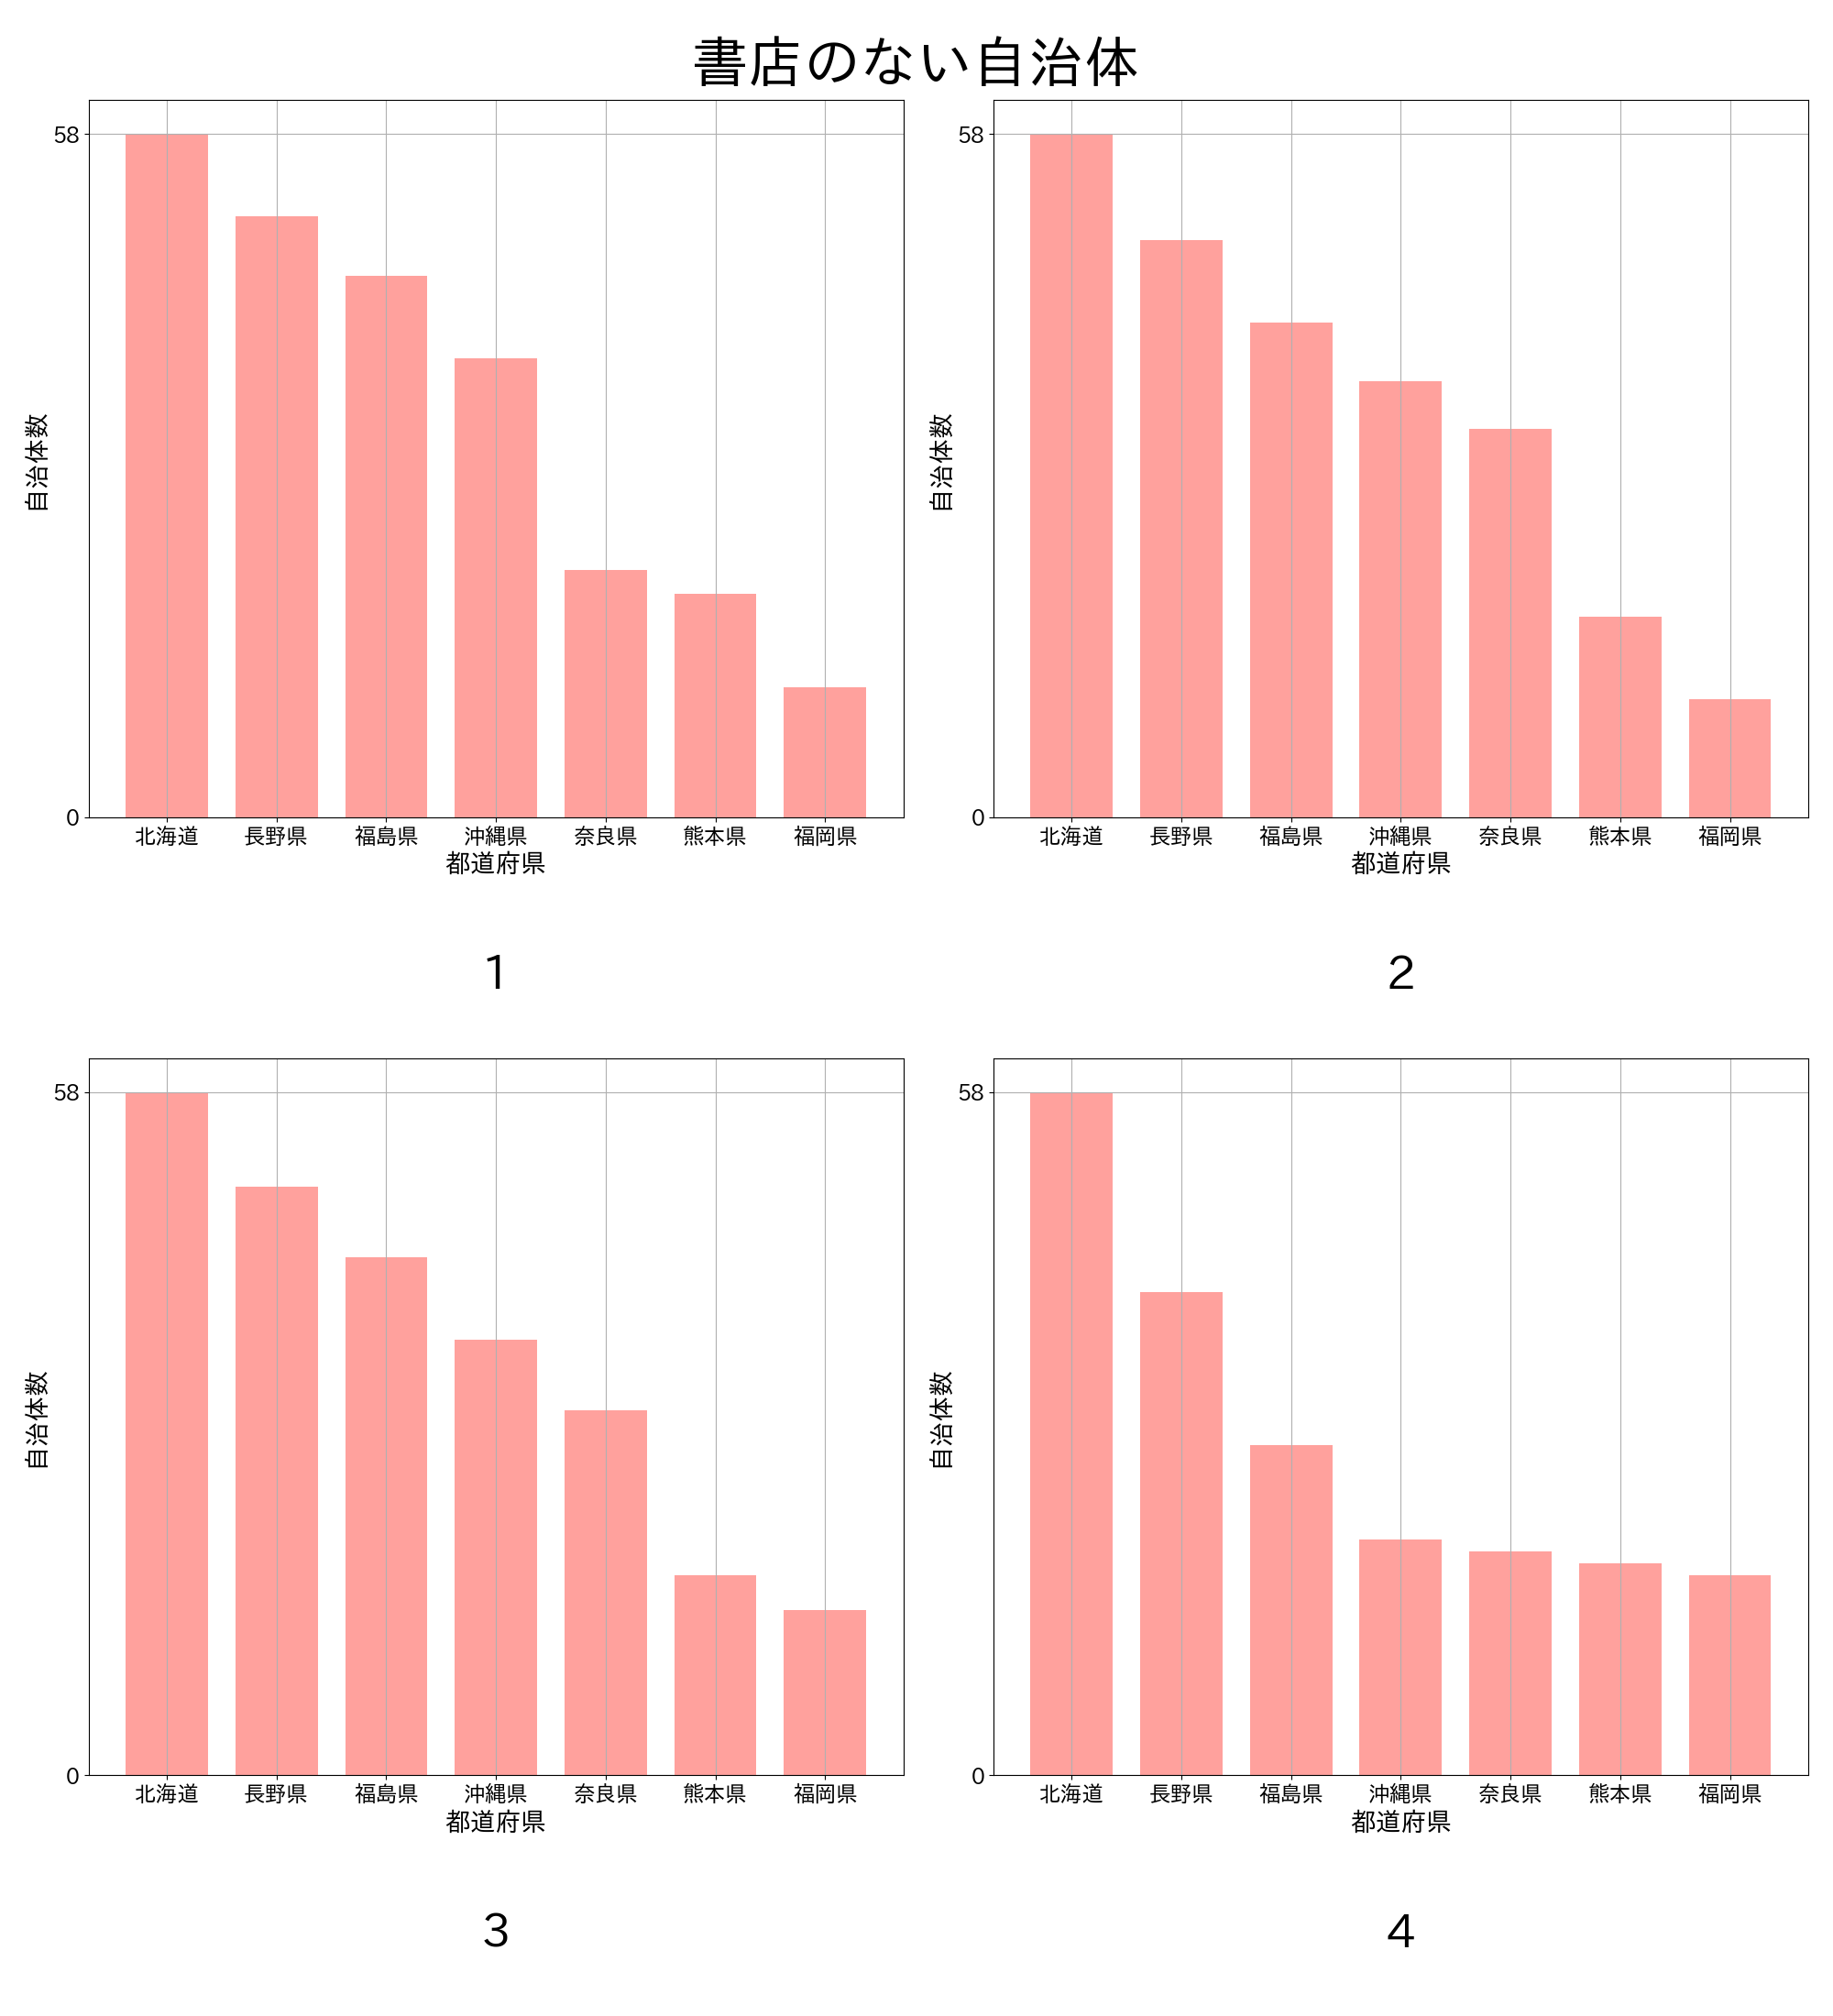 書店のない自治体
58
0
自治体数
北海道 長野県 福島県 沖縄県 奈良県 熊本県 福岡県
都道府県
1
58
0
自治体数
北海道 長野県 福島県 沖縄県 奈良県 熊本県 福岡県
都道府県
2
58
0
自治体数
北海道 長野県 福島県 沖縄県 奈良県 熊本県 福岡県
都道府県
3
58
0
自治体数
北海道 長野県 福島県 沖縄県 奈良県 熊本県 福岡県
都道府県
4